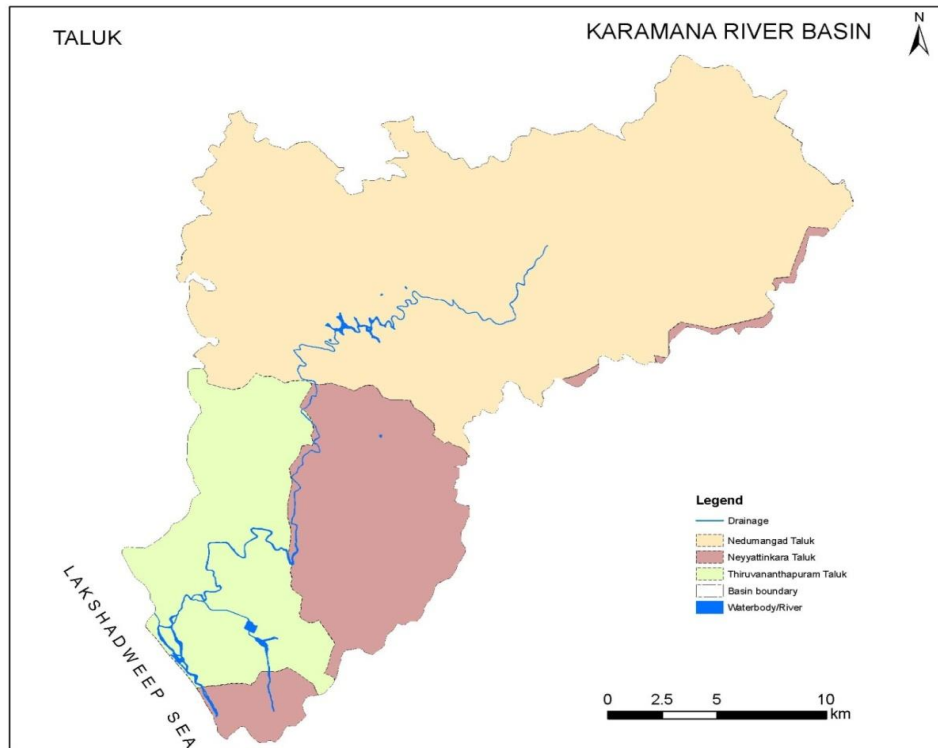 TALUK
KARAMANA RIVER BASIN
N
Legend
Drainage
Nedumangad Taluk
Neyyattinkara Taluk
Thiruvananthapuram Taluk
Basin boundary
Waterbody/River
LAKSHADWEEP SEA
0 2.5 5 10
km